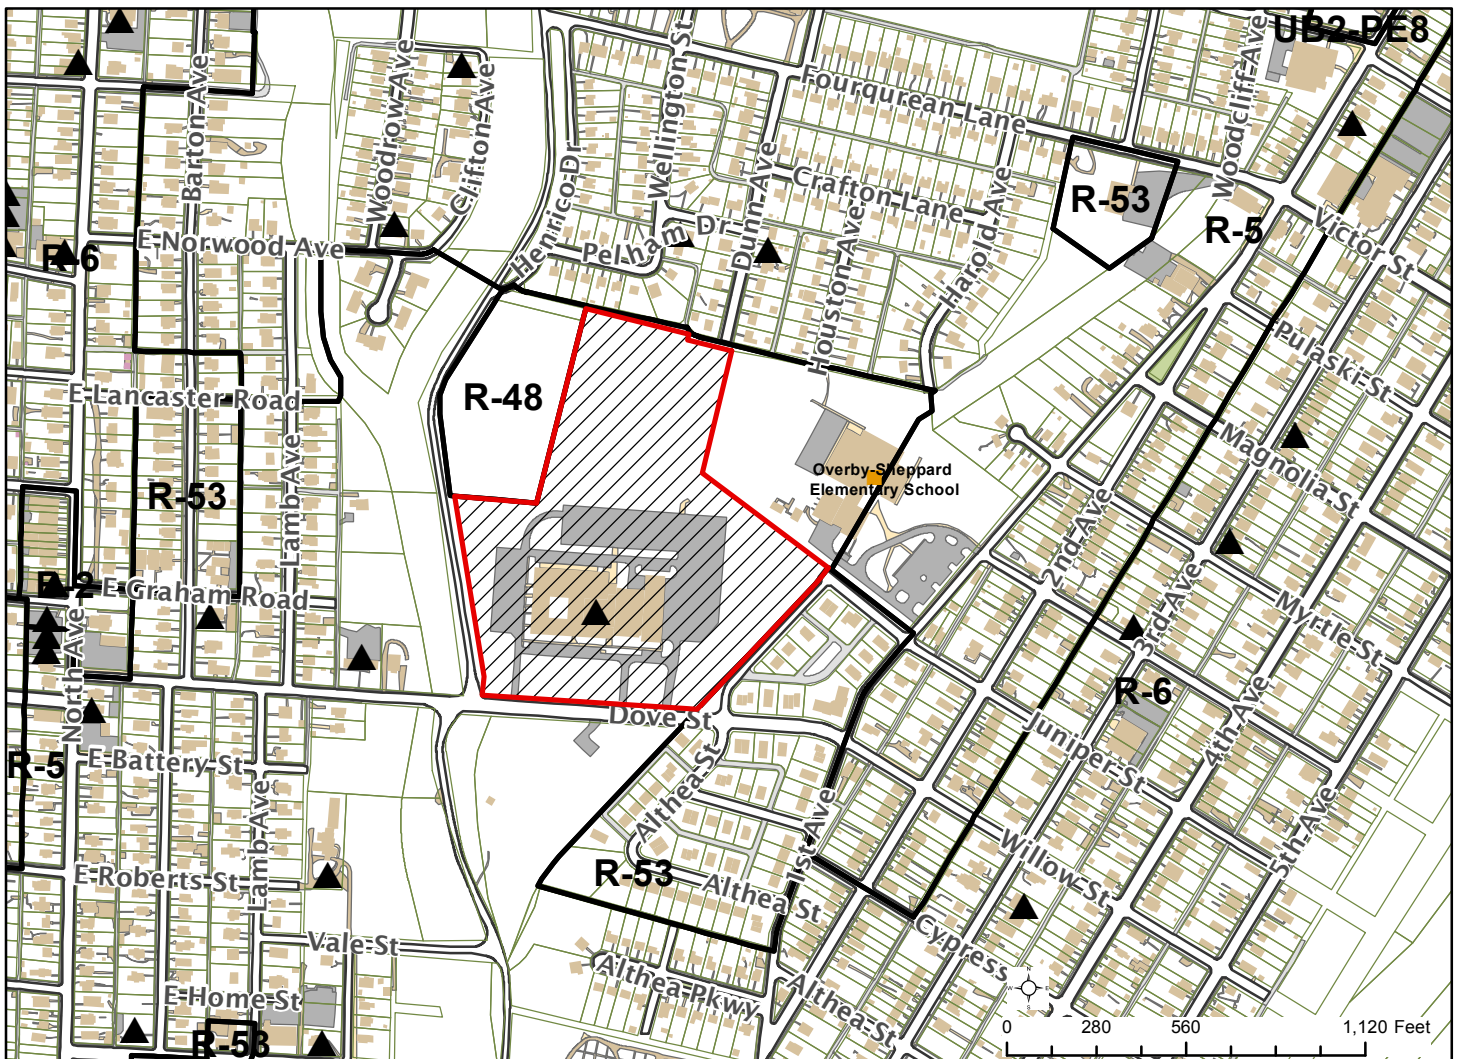 UB2-PE8
Barton Ave
Woodrow Ave
Clifton Ave
Henrico Dr
Wellington St
Fourqurean Lane
Woodcliff Ave
Dunn Ave
Crafton Lane
Houston Ave
Harold Ave
R-53
R-5
Victor St
E Norwood Ave
R-6
Pelham Dr
Pulaski St
E Lancaster Road
R-48
Magnolia St
Overby-Sheppard
Elementary School
R-53
Lamb Ave
2nd Ave
3rd Ave
Myrtle St
E Graham Road
North Ave
R-6
4th Ave
Dove St
Juniper St
R-5
E Battery St
Lamb Ave
Althea St
1st Ave
5th Ave
Willow St
E Roberts St
R-53
Althea St
Cypress
Vale St
Althea Pkwy
Althea St
E Home St
R-53
N
W
E
S
0 280 560 1,120 Feet